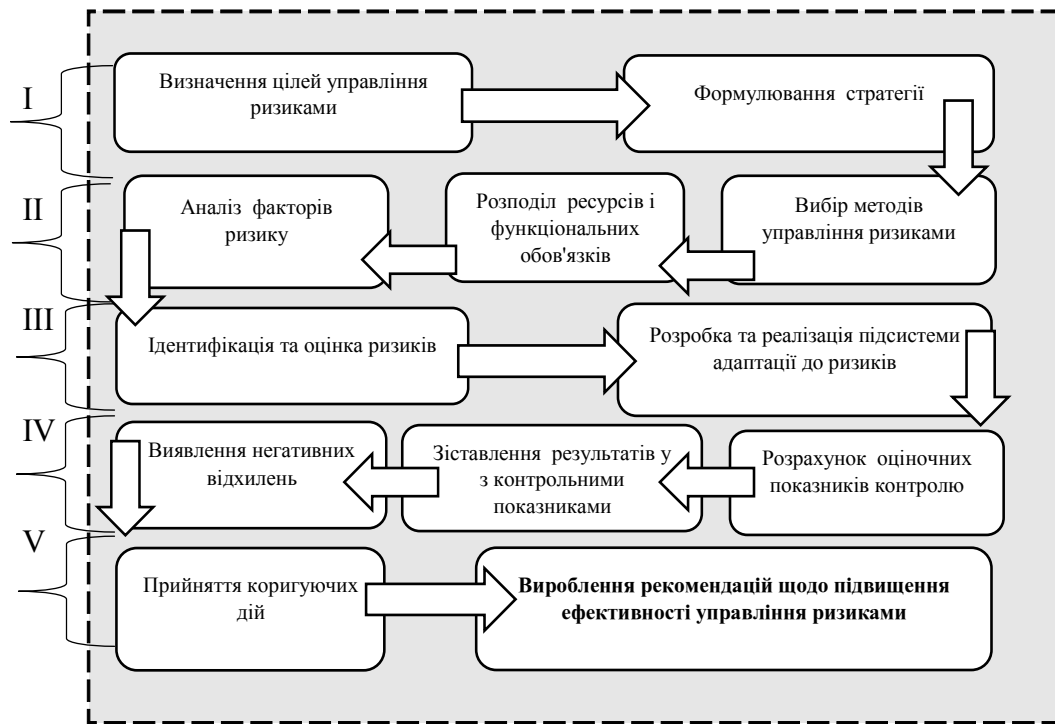 I
Визначення цілей управління
ризиками
Формулювання стратегії
II
Аналіз факторів
ризику
Розподіл ресурсів і
функціональних
обов'язків
Вибір методів
управління ризиками
III
Ідентифікація та оцінка ризиків
Розробка та реалізація підсистеми
адаптації до ризиків
IV
Виявлення негативних
відхилень
Зіставлення результатів у
з контрольними
показниками
Розрахунок оціночних
показників контролю
V
Прийняття коригуючих
дій
Вироблення рекомендацій щодо підвищення
ефективності управління ризиками